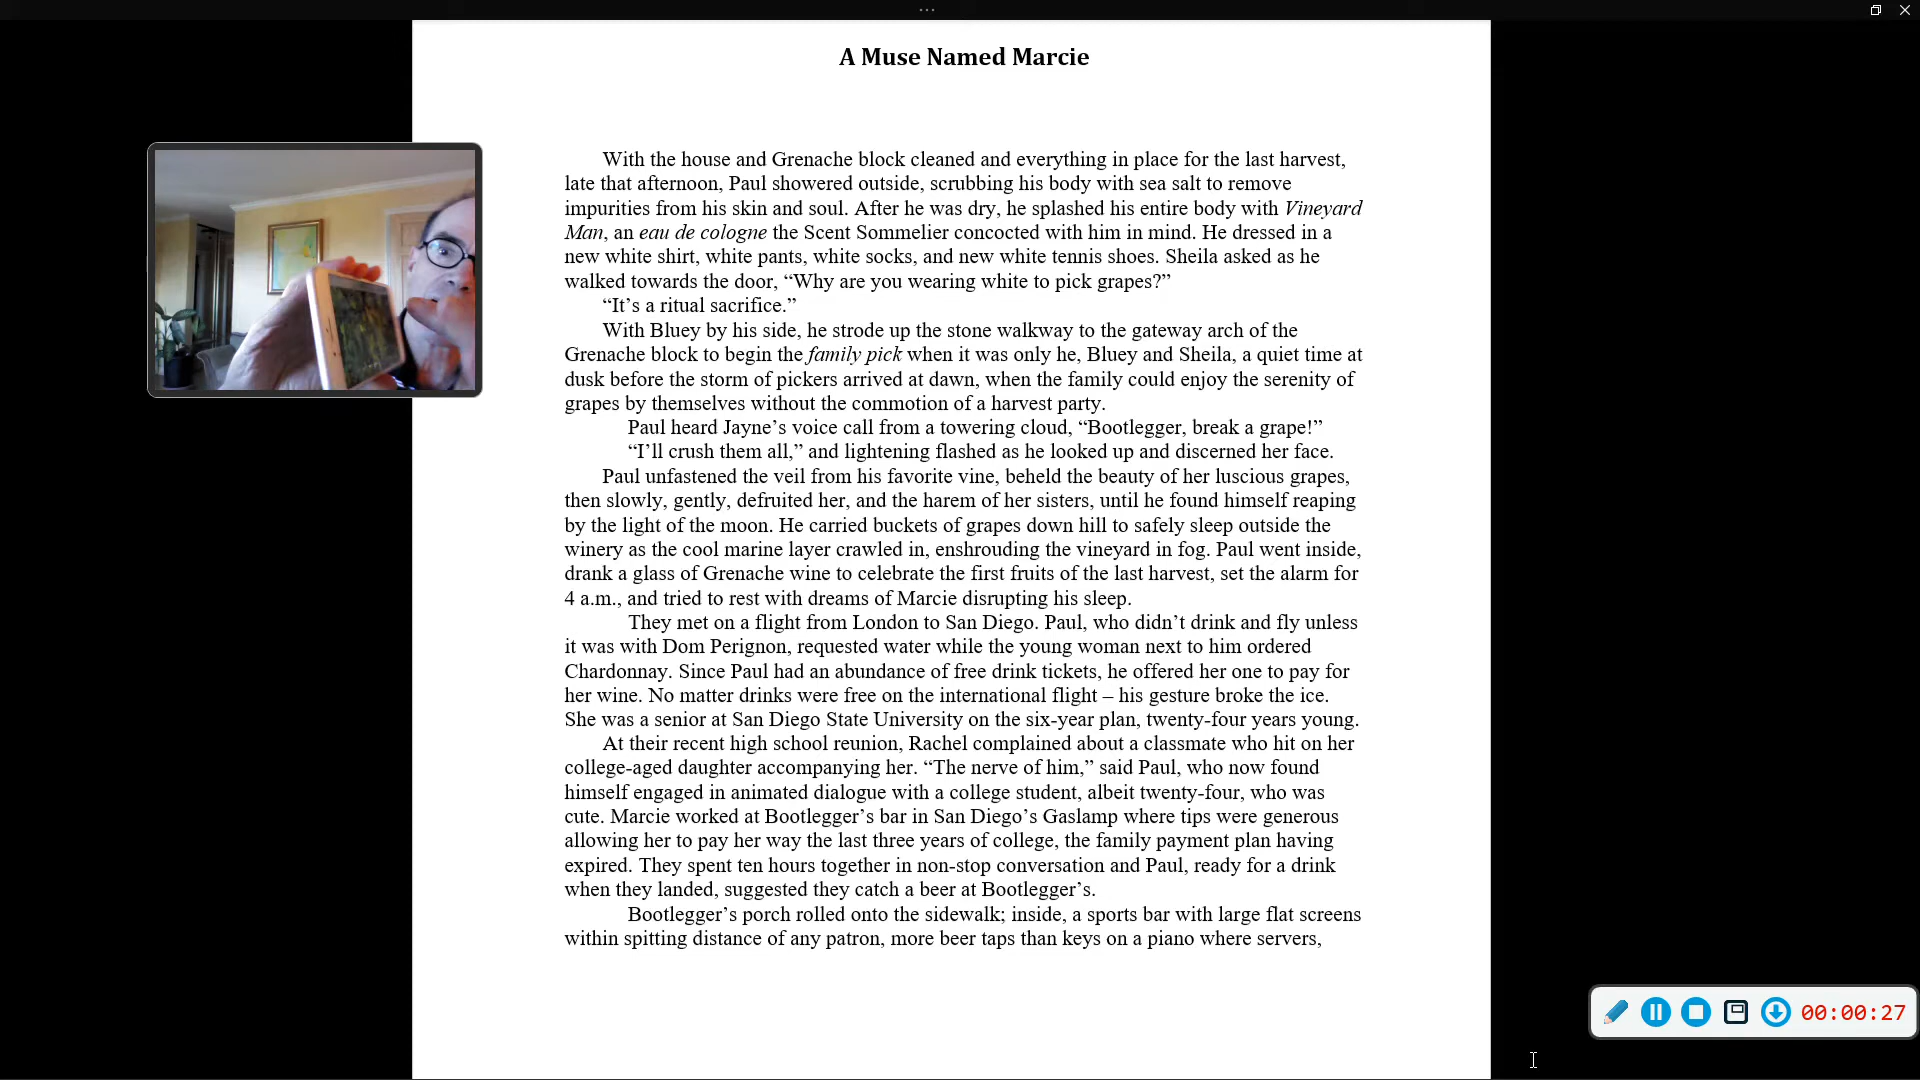 A Muse Named Marcie
With the house and Grenache block cleaned and everything in place for the last harvest,
late that afternoon, Paul showered outside, scrubbing his body with sea salt to remove
impurities from his skin and soul. After he was dry, he splashed his entire body with Vineyard
Man, an eau de cologne the Scent Sommelier concocted with him in mind. He dressed in a
new white shirt, white pants, white socks, and new white tennis shoes. Sheila asked as he
walked towards the door, “Why are you wearing white to pick grapes?”
“It’s a ritual sacrifice.”
With Bluey by his side, he strode up the stone walkway to the gateway arch of the
Grenache block to begin the family pick when it was only he, Bluey and Sheila, a quiet time at
dusk before the storm of pickers arrived at dawn, when the family could enjoy the serenity of
grapes by themselves without the commotion of a harvest party.
Paul heard Jayne’s voice call from a towering cloud, “Bootlegger, break a grape!”
“I’ll crush them all,” and lightening flashed as he looked up and discerned her face.
Paul unfastened the veil from his favorite vine, beheld the beauty of her luscious grapes,
then slowly, gently, defruited her, and the harem of her sisters, until he found himself reaping
by the light of the moon. He carried buckets of grapes down hill to safely sleep outside the
winery as the cool marine layer crawled in, enshrouding the vineyard in fog. Paul went inside,
drank a glass of Grenache wine to celebrate the first fruits of the last harvest, set the alarm for
4 a.m., and tried to rest with dreams of Marcie disrupting his sleep.
They met on a flight from London to San Diego. Paul, who didn’t drink and fly unless
it was with Dom Perignon, requested water while the young woman next to him ordered
Chardonnay. Since Paul had an abundance of free drink tickets, he offered her one to pay for
her wine. No matter drinks were free on the international flight – his gesture broke the ice.
She was a senior at San Diego State University on the six-year plan, twenty-four years young.
At their recent high school reunion, Rachel complained about a classmate who hit on her
college-aged daughter accompanying her. “The nerve of him,” said Paul, who now found
himself engaged in animated dialogue with a college student, albeit twenty-four, who was
cute. Marcie worked at Bootlegger’s bar in San Diego’s Gaslamp where tips were generous
allowing her to pay her way the last three years of college, the family payment plan having
expired. They spent ten hours together in non-stop conversation and Paul, ready for a drink
when they landed, suggested they catch a beer at Bootlegger’s.
Bootlegger’s porch rolled onto the sidewalk; inside, a sports bar with large flat screens
within spitting distance of any patron, more beer taps than keys on a piano where servers,
00:00:27